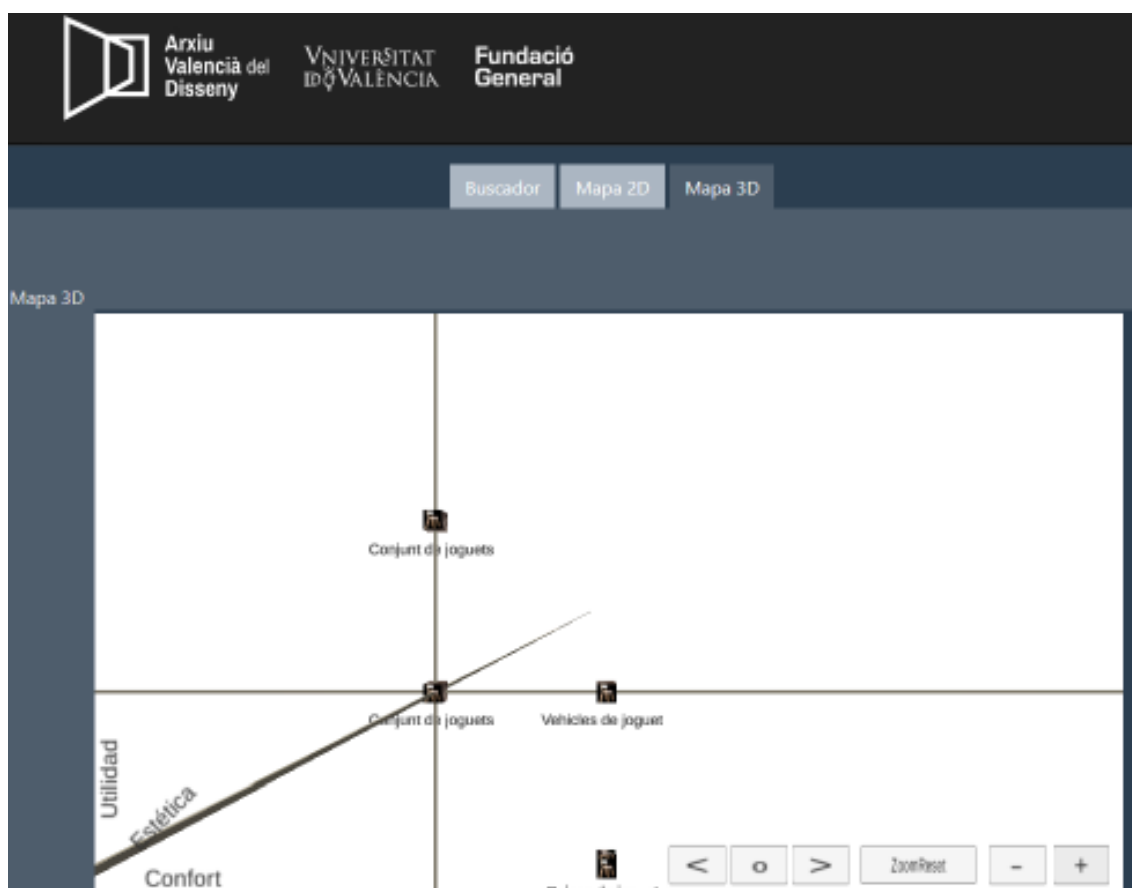 Arxiu
Valencià del
Disseny
VNIVERSITAT
ID VALÈNCIA
Fundació
General
Buscador
Mapa 2D
Mapa 3D
Mapa 3D
Conjunt de joguets
Conjunt de joguets
Vehicles de joguet
Utilidad
Estética
Confort
<
o
>
ZoomReset
-
+